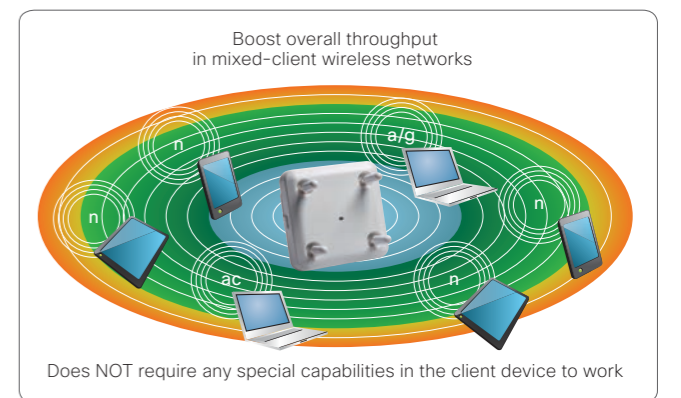 Boost overall throughput
in mixed-client wireless networks
n
a/g
n
n
ac
n
Does NOT require any special capabilities in the client device to work